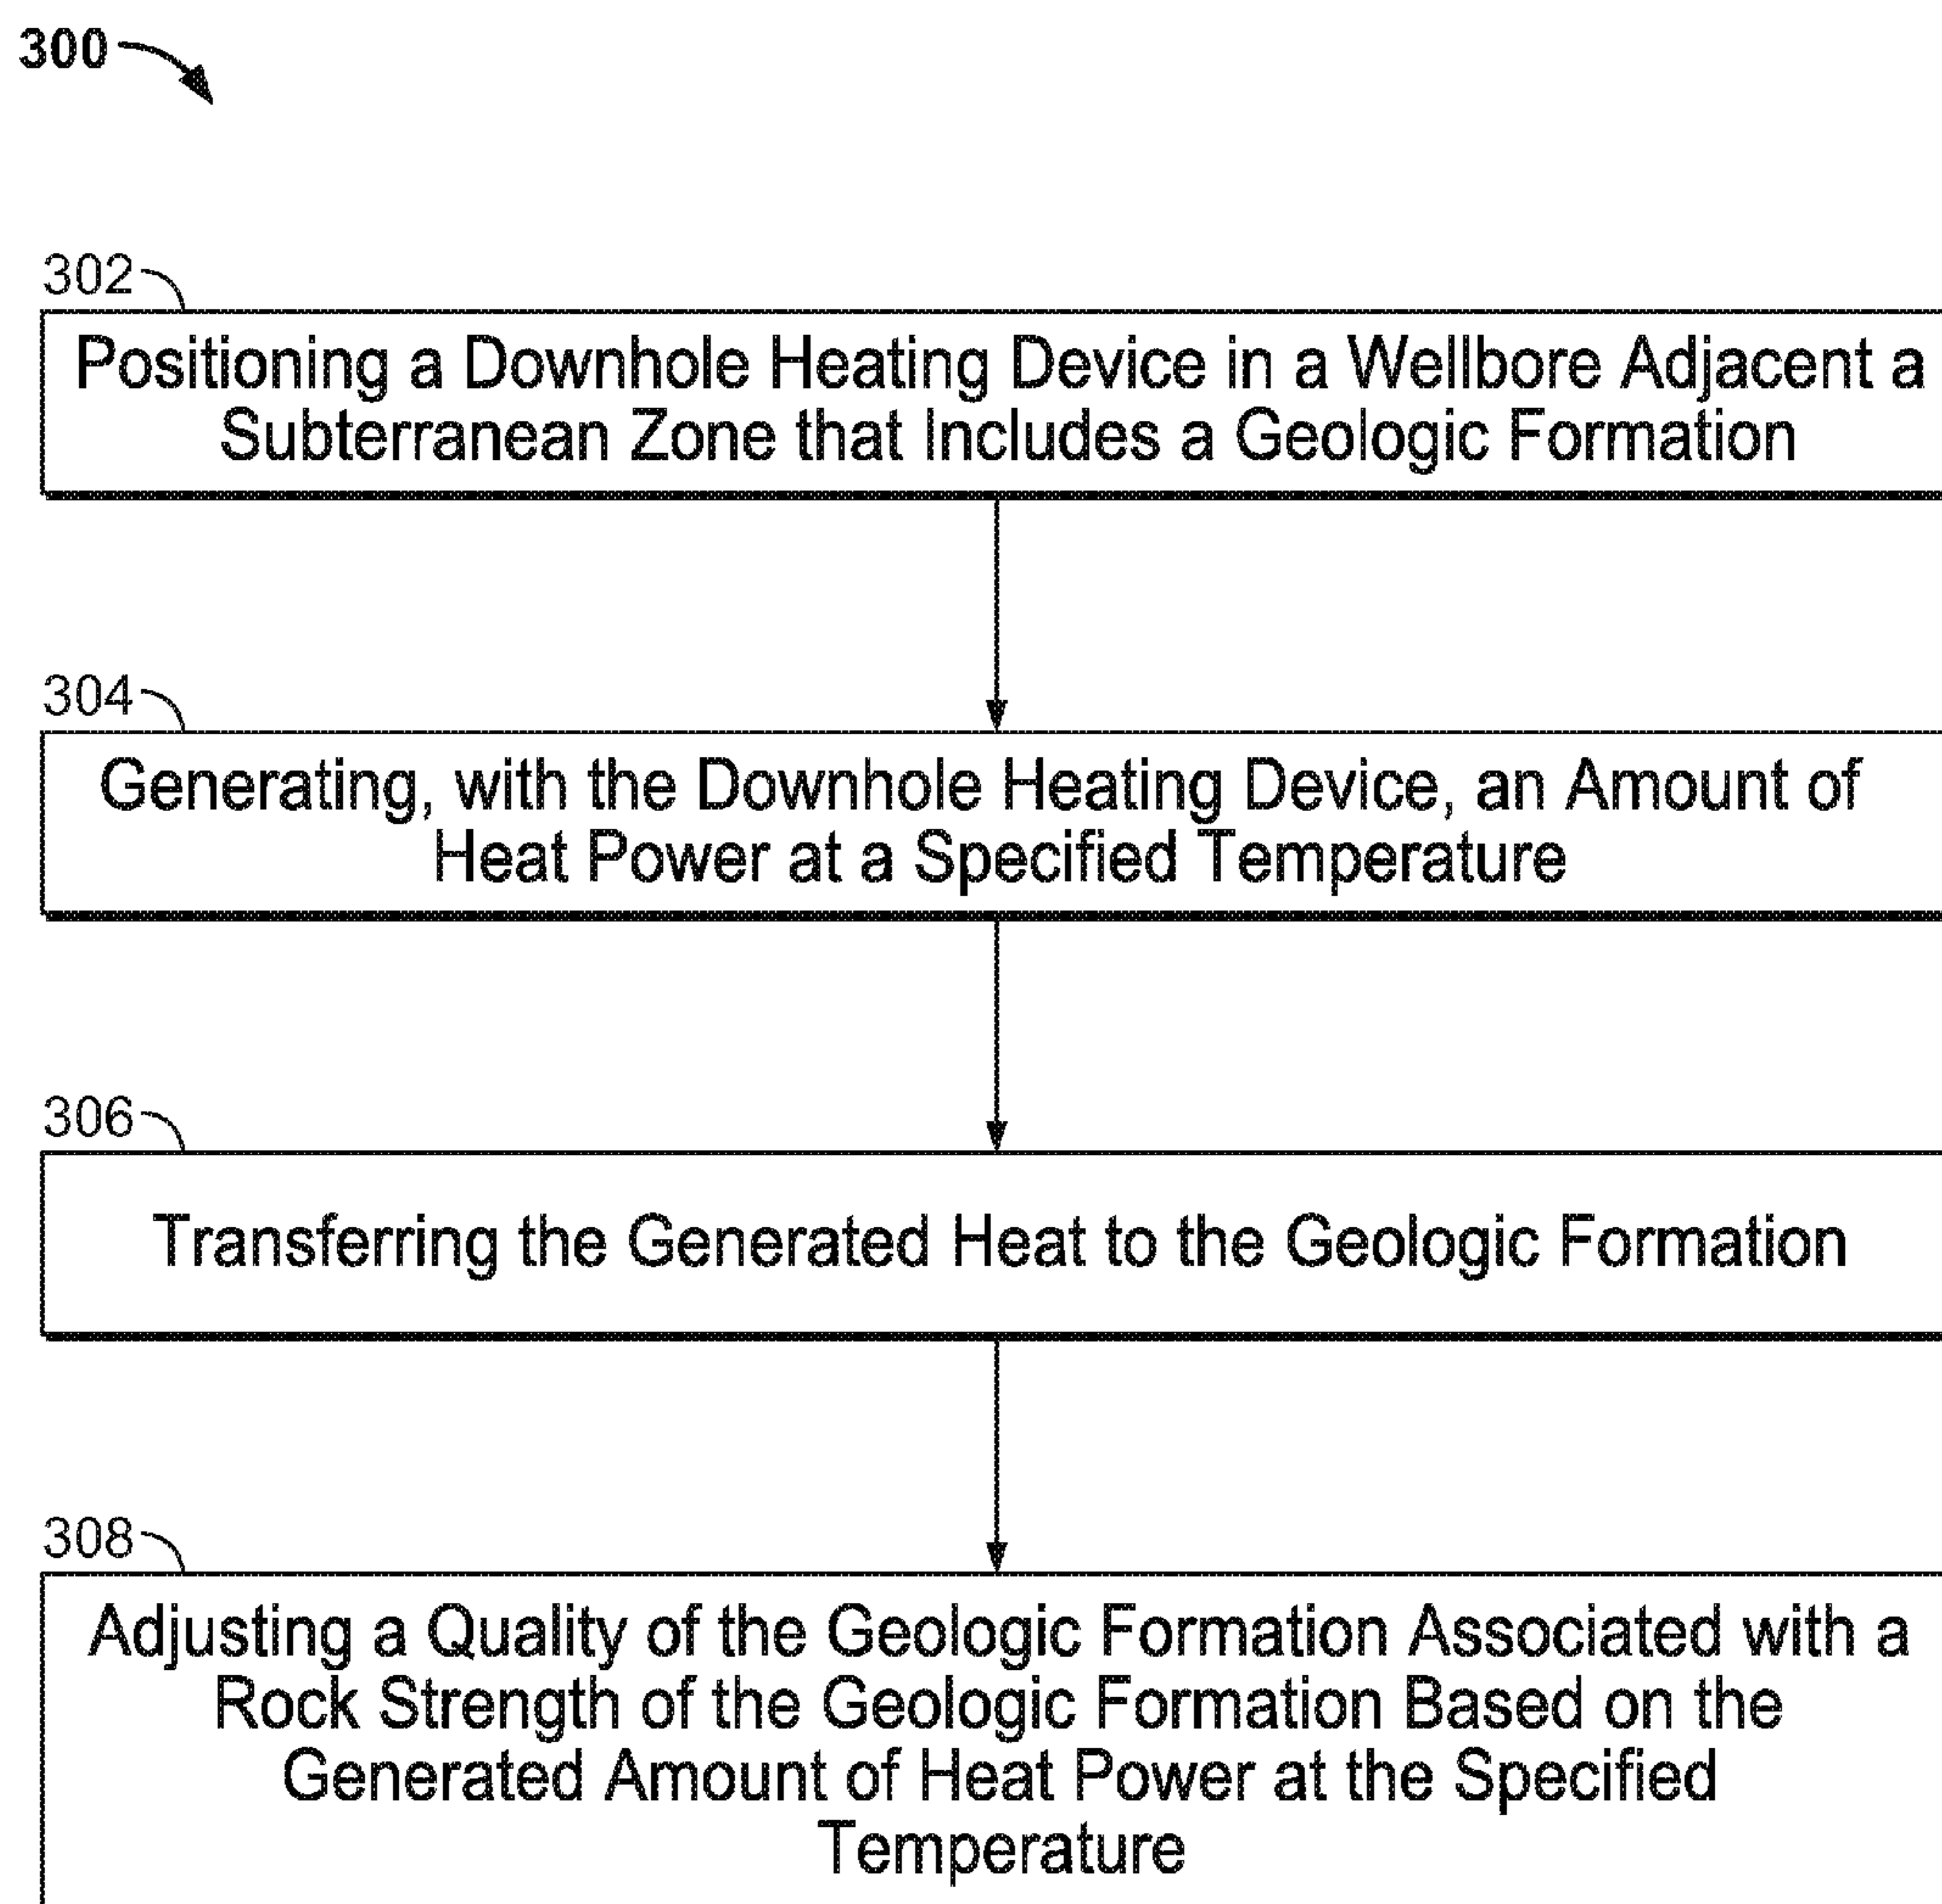 300
302
Positioning a Downhole Heating Device in a Wellbore Adjacent a
Subterranean Zone that Includes a Geologic Formation
304
Generating, with the Downhole Heating Device, an Amount of
Heat Power at a Specified Temperature
306
Transferring the Generated Heat to the Geologic Formation
308
Adjusting a Quality of the Geologic Formation Associated with a
Rock Strength of the Geologic Formation Based on the
Generated Amount of Heat Power at the Specified
Temperature